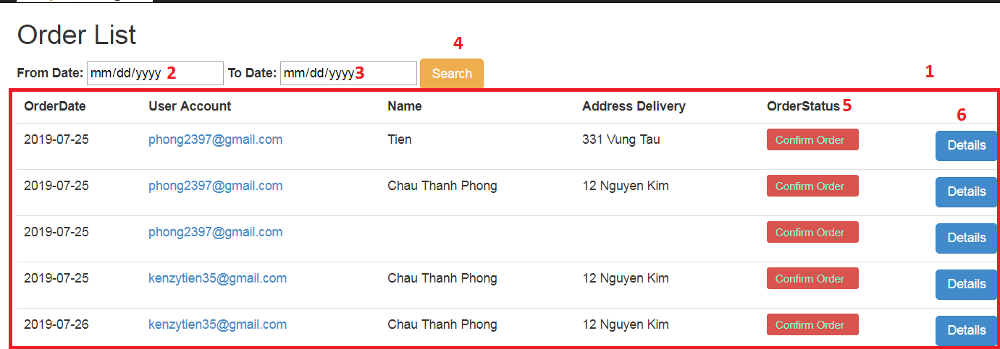 Order List
4
From Date: mm/dd/yyyy 2 To Date: mm/dd/yyyy 3 Search 1
OrderDate User Account Name Address Delivery OrderStatus 5
6
2019-07-25 phong2397@gmail.com Tien 331 Vung Tau Confirm Order Details
2019-07-25 phong2397@gmail.com Chau Thanh Phong 12 Nguyen Kim Confirm Order Details
2019-07-25 phong2397@gmail.com Confirm Order Details
2019-07-25 kenzytien35@gmail.com Chau Thanh Phong 12 Nguyen Kim Confirm Order Details
2019-07-26 kenzytien35@gmail.com Chau Thanh Phong 12 Nguyen Kim Confirm Order Details